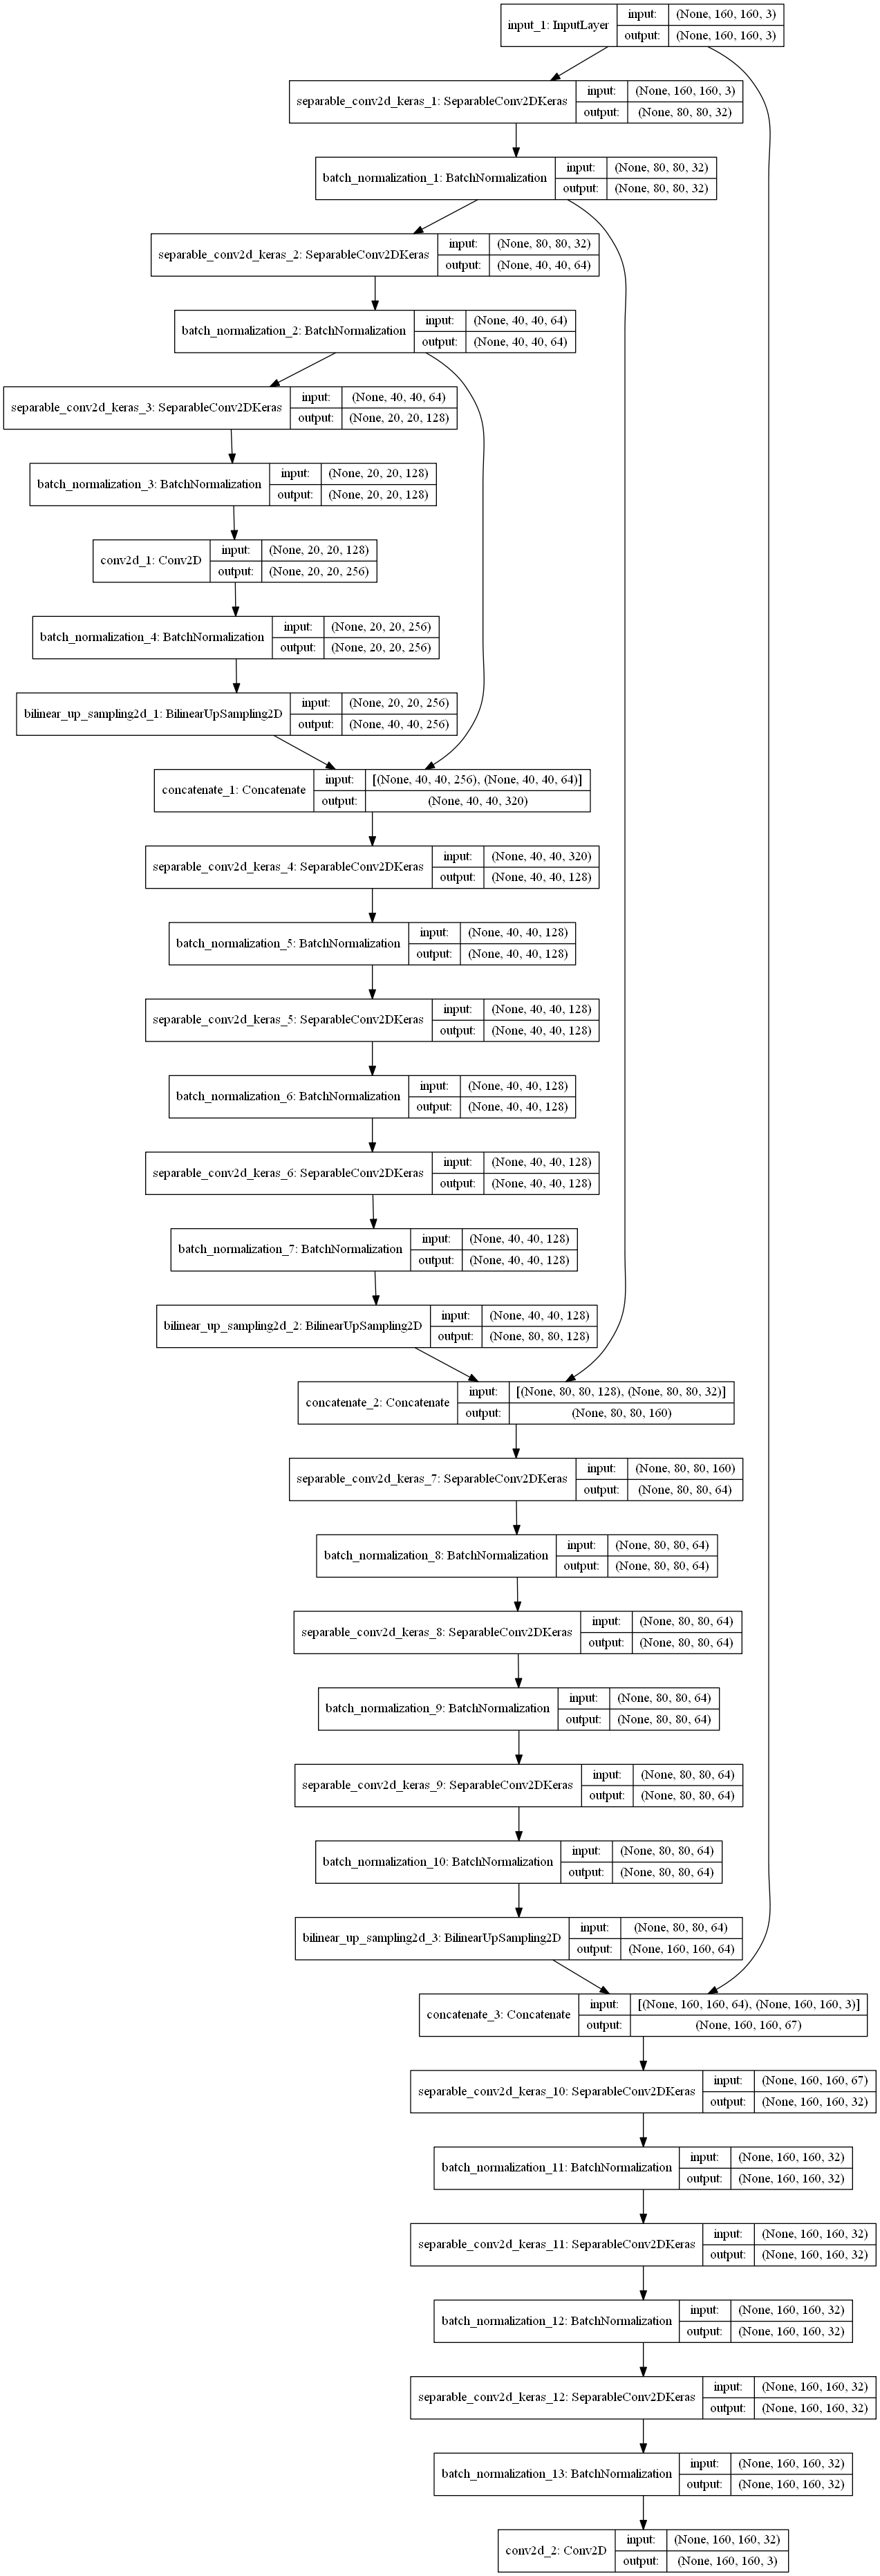 input_1: InputLayer
input: (None, 160, 160, 3)
output: (None, 160, 160, 3)
separable_conv2d_keras_1: SeparableConv2DKeras
input: (None, 160, 160, 3)
output: (None, 80, 80, 32)
batch_normalization_1: BatchNormalization
input: (None, 80, 80, 32)
output: (None, 80, 80, 32)
separable_conv2d_keras_2: SeparableConv2DKeras
input: (None, 80, 80, 32)
output: (None, 40, 40, 64)
batch_normalization_2: BatchNormalization
input: (None, 40, 40, 64)
output: (None, 40, 40, 64)
separable_conv2d_keras_3: SeparableConv2DKeras
input: (None, 40, 40, 64)
output: (None, 20, 20, 128)
batch_normalization_3: BatchNormalization
input: (None, 20, 20, 128)
output: (None, 20, 20, 128)
conv2d_1: Conv2D
input: (None, 20, 20, 128)
output: (None, 20, 20, 256)
batch_normalization_4: BatchNormalization
input: (None, 20, 20, 256)
output: (None, 20, 20, 256)
bilinear_up_sampling2d_1: BilinearUpSampling2D
input: (None, 20, 20, 256)
output: (None, 40, 40, 256)
concatenate_1: Concatenate
input: [(None, 40, 40, 256), (None, 40, 40, 64)]
output: (None, 40, 40, 320)
separable_conv2d_keras_4: SeparableConv2DKeras
input: (None, 40, 40, 320)
output: (None, 40, 40, 128)
batch_normalization_5: BatchNormalization
input: (None, 40, 40, 128)
output: (None, 40, 40, 128)
separable_conv2d_keras_5: SeparableConv2DKeras
input: (None, 40, 40, 128)
output: (None, 40, 40, 128)
batch_normalization_6: BatchNormalization
input: (None, 40, 40, 128)
output: (None, 40, 40, 128)
separable_conv2d_keras_6: SeparableConv2DKeras
input: (None, 40, 40, 128)
output: (None, 40, 40, 128)
batch_normalization_7: BatchNormalization
input: (None, 40, 40, 128)
output: (None, 40, 40, 128)
bilinear_up_sampling2d_2: BilinearUpSampling2D
input: (None, 40, 40, 128)
output: (None, 80, 80, 128)
concatenate_2: Concatenate
input: [(None, 80, 80, 128), (None, 80, 80, 32)]
output: (None, 80, 80, 160)
separable_conv2d_keras_7: SeparableConv2DKeras
input: (None, 80, 80, 160)
output: (None, 80, 80, 64)
batch_normalization_8: BatchNormalization
input: (None, 80, 80, 64)
output: (None, 80, 80, 64)
separable_conv2d_keras_8: SeparableConv2DKeras
input: (None, 80, 80, 64)
output: (None, 80, 80, 64)
batch_normalization_9: BatchNormalization
input: (None, 80, 80, 64)
output: (None, 80, 80, 64)
separable_conv2d_keras_9: SeparableConv2DKeras
input: (None, 80, 80, 64)
output: (None, 80, 80, 64)
batch_normalization_10: BatchNormalization
input: (None, 80, 80, 64)
output: (None, 80, 80, 64)
bilinear_up_sampling2d_3: BilinearUpSampling2D
input: (None, 80, 80, 64)
output: (None, 160, 160, 64)
concatenate_3: Concatenate
input: [(None, 160, 160, 64), (None, 160, 160, 3)]
output: (None, 160, 160, 67)
separable_conv2d_keras_10: SeparableConv2DKeras
input: (None, 160, 160, 67)
output: (None, 160, 160, 32)
batch_normalization_11: BatchNormalization
input: (None, 160, 160, 32)
output: (None, 160, 160, 32)
separable_conv2d_keras_11: SeparableConv2DKeras
input: (None, 160, 160, 32)
output: (None, 160, 160, 32)
batch_normalization_12: BatchNormalization
input: (None, 160, 160, 32)
output: (None, 160, 160, 32)
separable_conv2d_keras_12: SeparableConv2DKeras
input: (None, 160, 160, 32)
output: (None, 160, 160, 32)
batch_normalization_13: BatchNormalization
input: (None, 160, 160, 32)
output: (None, 160, 160, 32)
conv2d_2: Conv2D
input: (None, 160, 160, 32)
output: (None, 160, 160, 3)